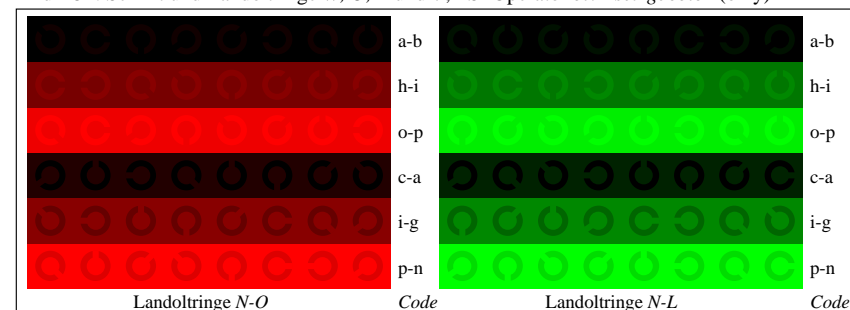 a-b a-b
h-i h-i
o-p o-p
c-a c-a
i-g i-g
p-n p-n
Landoltringe N-O Code Landoltringe N-L Code